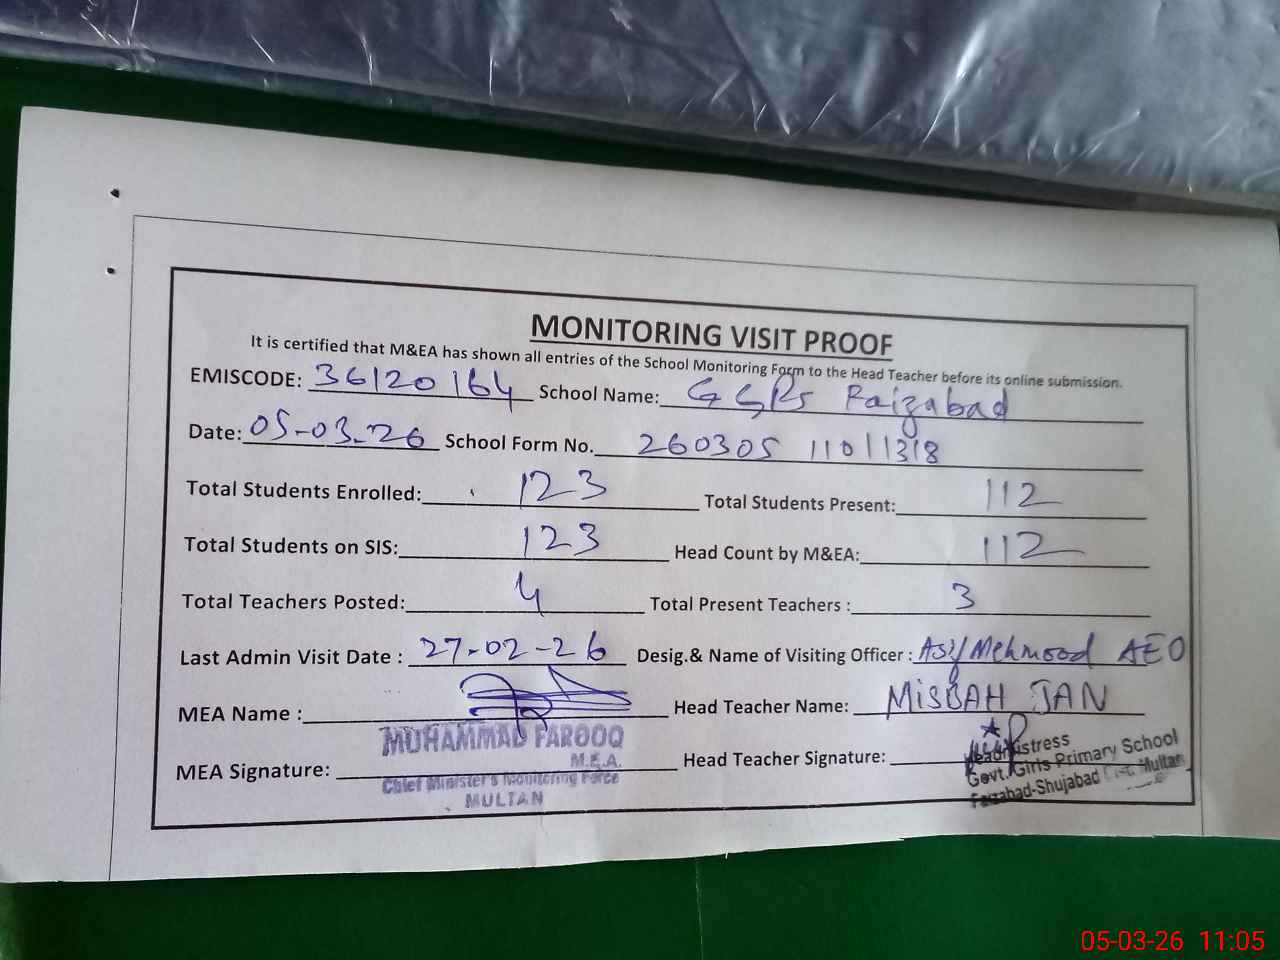 MONITORING VISIT PROOF
It is certified that M&EA has shown all entries of the School Monitoring Form to the Head Teacher before its online submission.
EMISCODE: 36120164 School Name: GGPS Faizabad
Date: 05-03-26 School Form No. 260305 11011318
Total Students Enrolled: 123 Total Students Present: 112
Total Students on SIS: 123 Head Count by M&EA: 112
Total Teachers Posted: 4 Total Present Teachers : 3
Last Admin Visit Date : 27-02-26 Desig.& Name of Visiting Officer : Asif Mehmood AEO
MEA Name : Head Teacher Name: MISBAH JAN
MUHAMMAD FAROOQ
M.E.A.
Chief Minister's Monitoring Force
MULTAN
MEA Signature: Head Teacher Signature:
Headmistress
Govt. Girls Primary School
Faizabad-Shujabad Dist. Multan
05-03-26 11:05